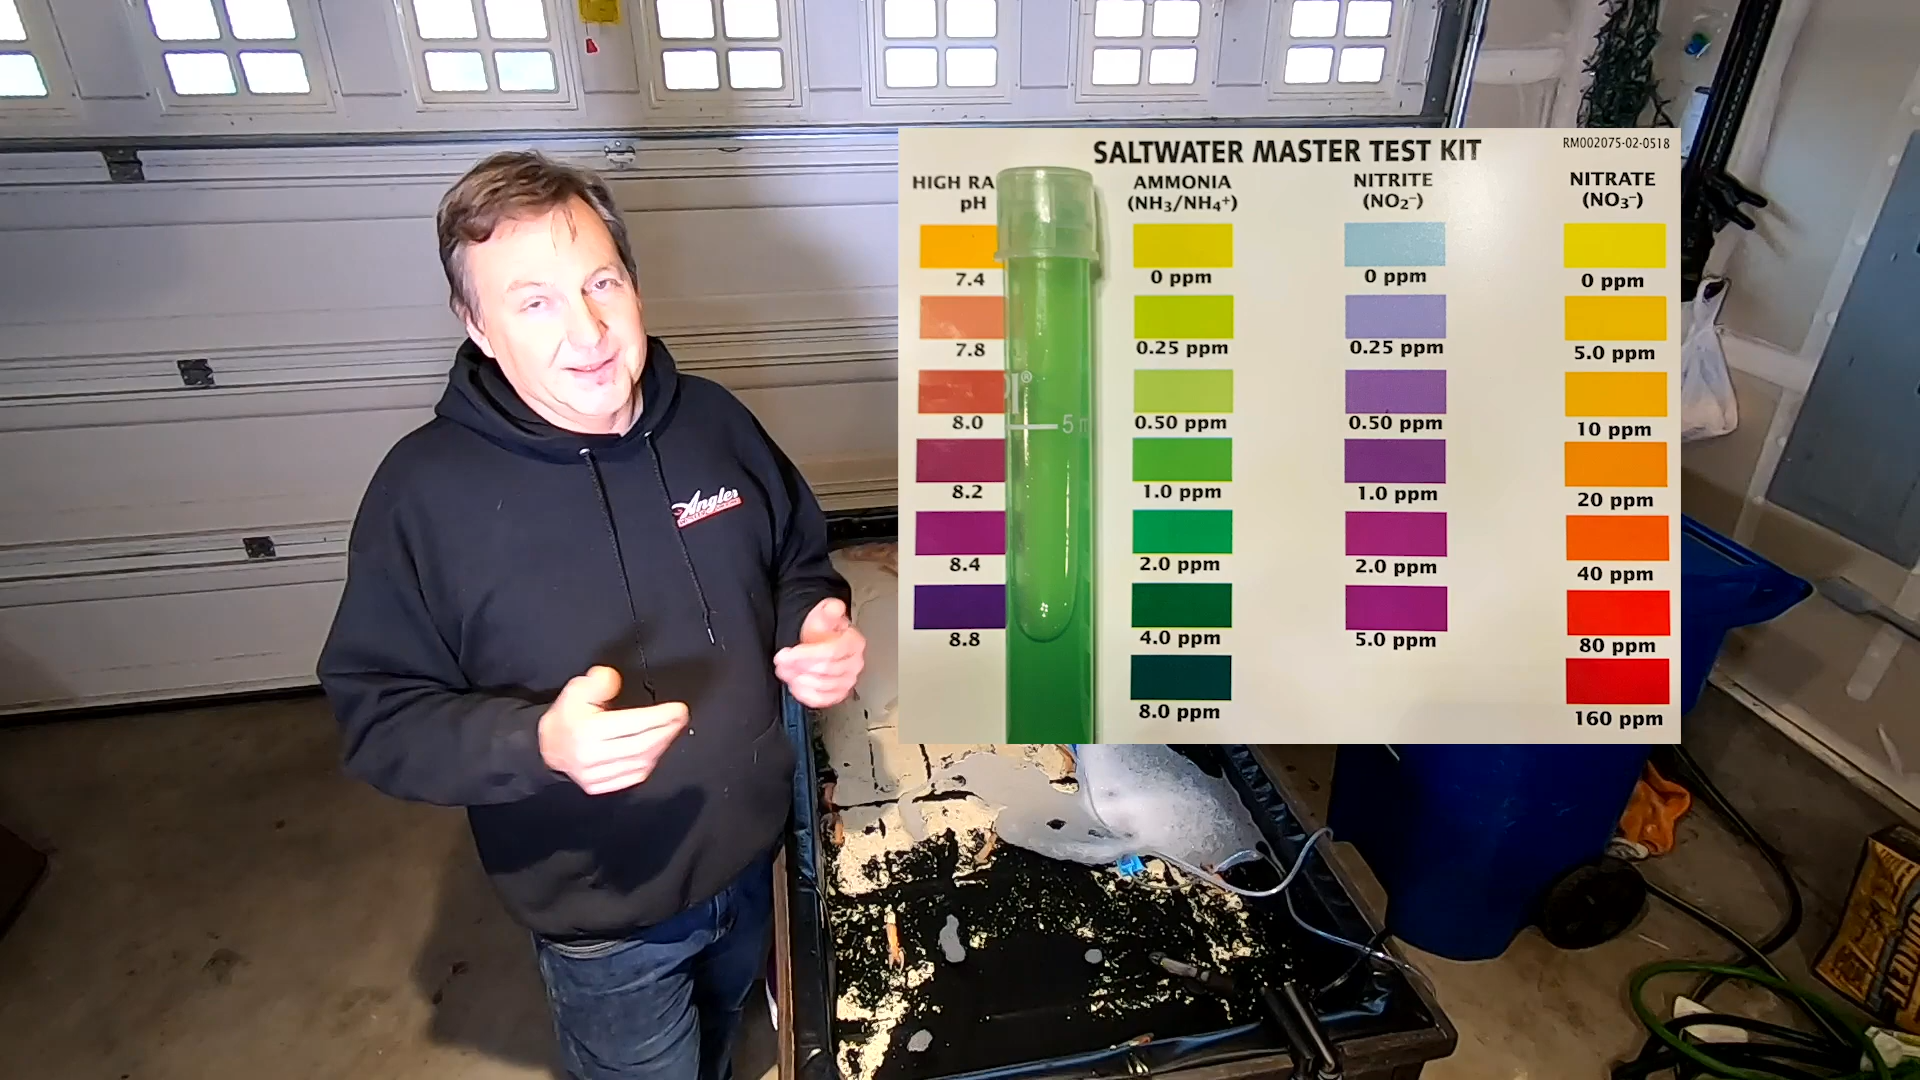 SALTWATER MASTER TEST KIT
RM002075-02-0518
HIGH RA
pH
7.4
7.8
8.0
8.2
8.4
8.8
PI®
5 m
AMMONIA
(NH₃/NH₄⁺)
0 ppm
0.25 ppm
0.50 ppm
1.0 ppm
2.0 ppm
4.0 ppm
8.0 ppm
NITRITE
(NO₂⁻)
0 ppm
0.25 ppm
0.50 ppm
1.0 ppm
2.0 ppm
5.0 ppm
NITRATE
(NO₃⁻)
0 ppm
5.0 ppm
10 ppm
20 ppm
40 ppm
80 ppm
160 ppm
Angler